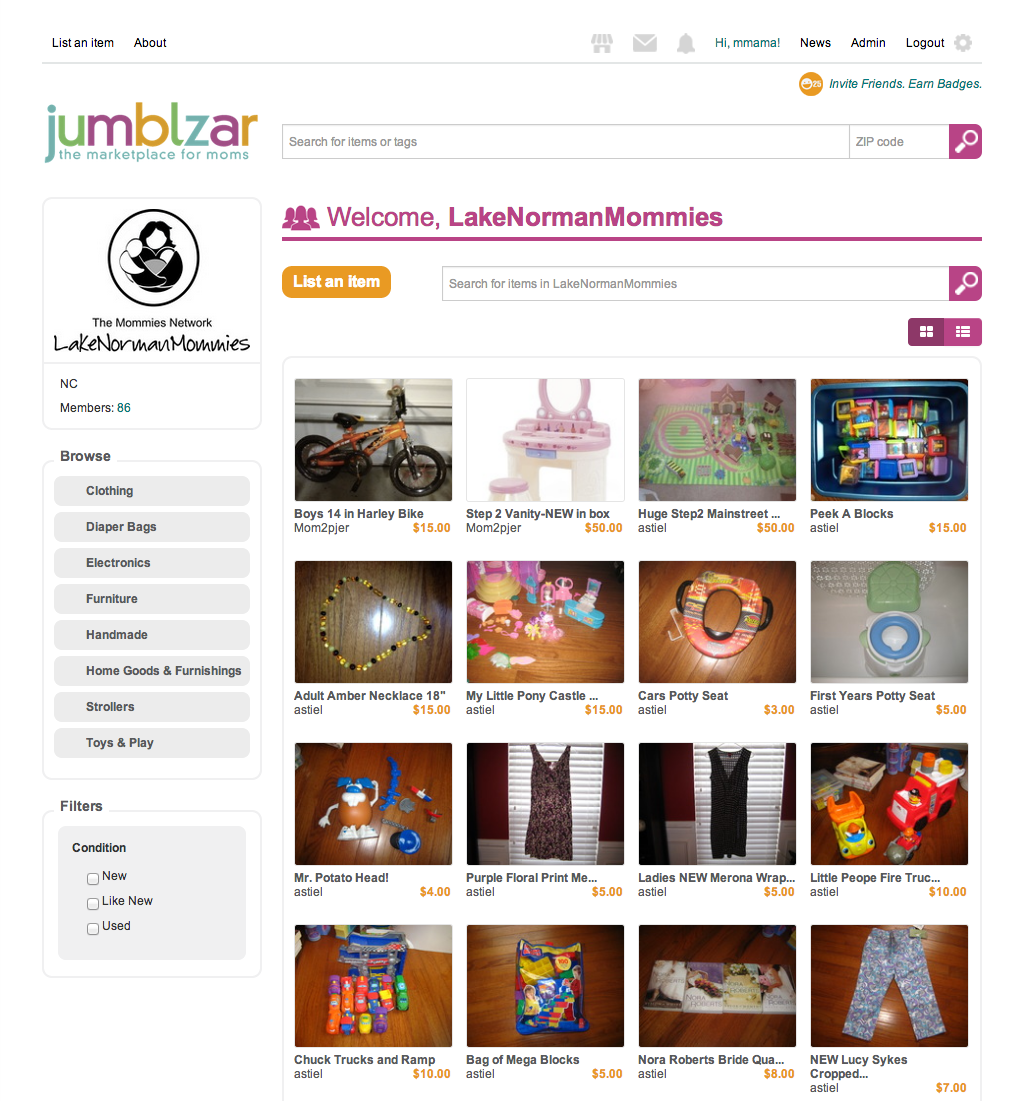 List an item About Hi, mmama! News Admin Logout
25 Invite Friends. Earn Badges.
jumblzar
the marketplace for moms
Search for items or tags ZIP code
The Mommies Network
LakeNormanMommies
NC
Members: 86
Browse
Clothing
Diaper Bags
Electronics
Furniture
Handmade
Home Goods & Furnishings
Strollers
Toys & Play
Filters
Condition
New
Like New
Used
Welcome, LakeNormanMommies
List an item Search for items in LakeNormanMommies
Boys 14 in Harley Bike
Mom2pjer $15.00
Step 2 Vanity-NEW in box
Mom2pjer $50.00
Huge Step2 Mainstreet ...
astiel $50.00
Peek A Blocks
astiel $15.00
Adult Amber Necklace 18"
astiel $15.00
My Little Pony Castle ...
astiel $15.00
Cars Potty Seat
astiel $3.00
First Years Potty Seat
astiel $5.00
Mr. Potato Head!
astiel $4.00
Purple Floral Print Me...
astiel $5.00
Ladies NEW Merona Wrap...
astiel $5.00
Little Peope Fire Truc...
astiel $10.00
Chuck Trucks and Ramp
astiel $10.00
Bag of Mega Blocks
astiel $5.00
NORA ROBERTS
Nora Roberts Bride Qua...
astiel $8.00
NEW Lucy Sykes
Cropped...
astiel $7.00